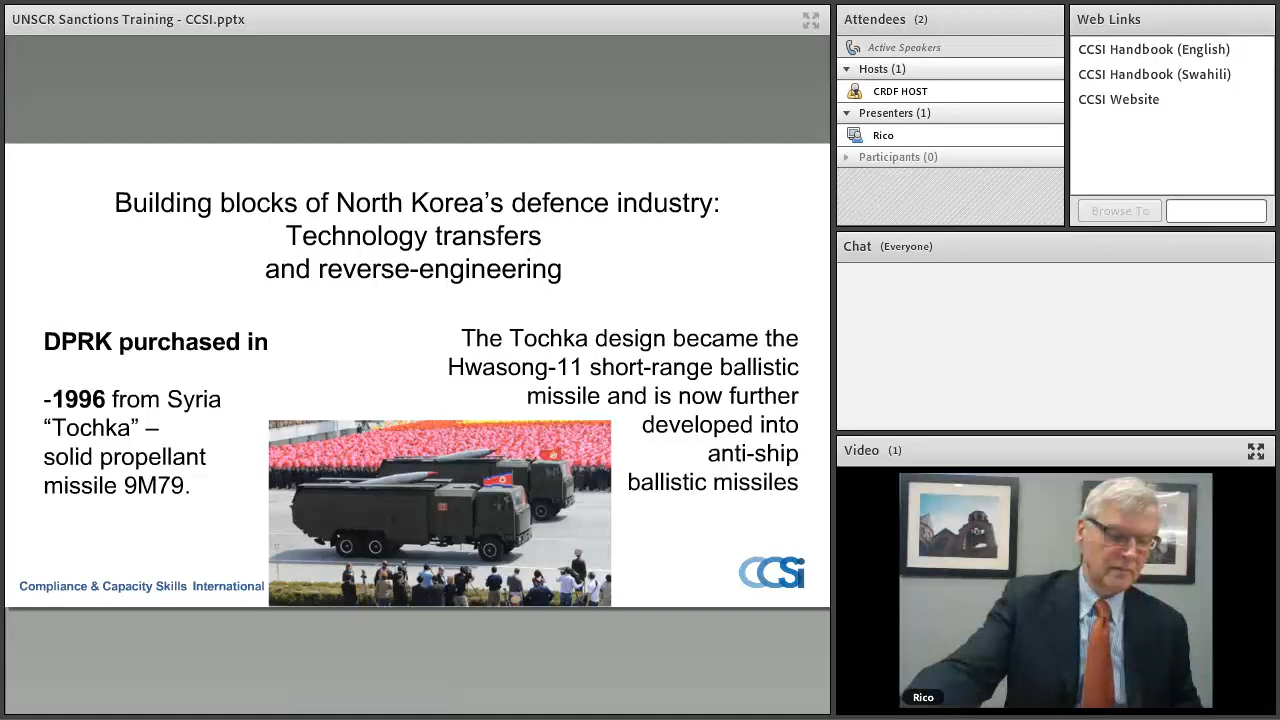 UNSCR Sanctions Training - CCSI.pptx
Building blocks of North Korea’s defence industry:
Technology transfers
and reverse-engineering
DPRK purchased in
-1996 from Syria
“Tochka” –
solid propellant
missile 9M79.
The Tochka design became the
Hwasong-11 short-range ballistic
missile and is now further
developed into
anti-ship
ballistic missiles
Compliance & Capacity Skills International
CCSi
Attendees (2)
Active Speakers
Hosts (1)
CRDF HOST
Presenters (1)
Rico
Participants (0)
Web Links
CCSI Handbook (English)
CCSI Handbook (Swahili)
CCSI Website
Browse To
Chat (Everyone)
Video (1)
Rico